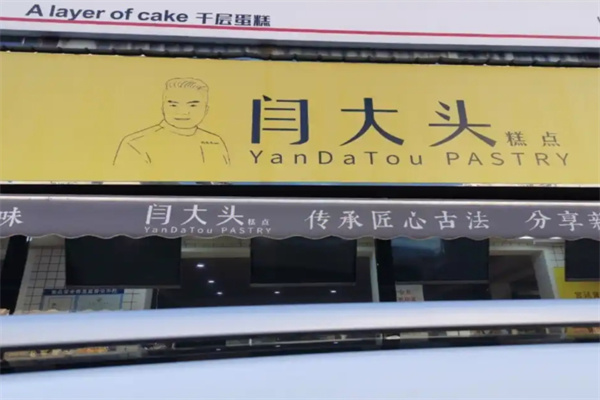 A layer of cake 千层蛋糕
闫大头糕点
YanDaTou PASTRY
味 闫大头糕点 传承匠心古法 分享新
YanDaTou PASTRY